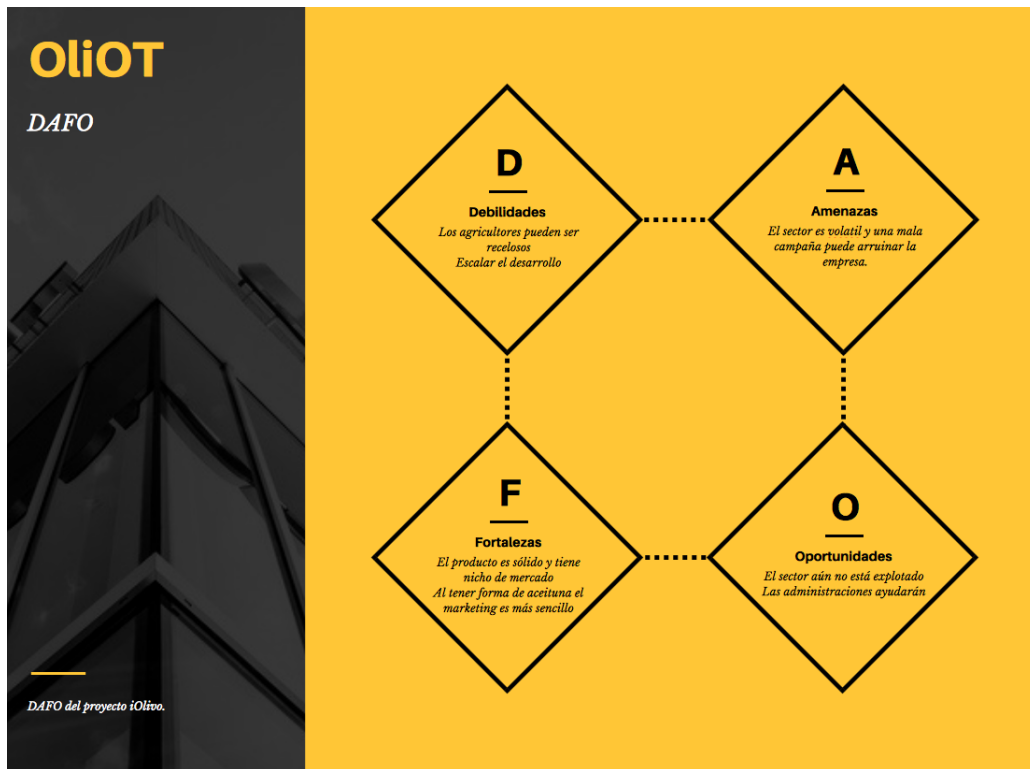 OliOT
DAFO
D
Debilidades
Los agricultores pueden ser
recelosos
Escalar el desarrollo
A
Amenazas
El sector es volatil y una mala
campaña puede arruinar la
empresa.
F
Fortalezas
El producto es sólido y tiene
nicho de mercado
Al tener forma de aceituna el
marketing es más sencillo
O
Oportunidades
El sector aún no está explotado
Las administraciones ayudarán
DAFO del proyecto iOlivo.